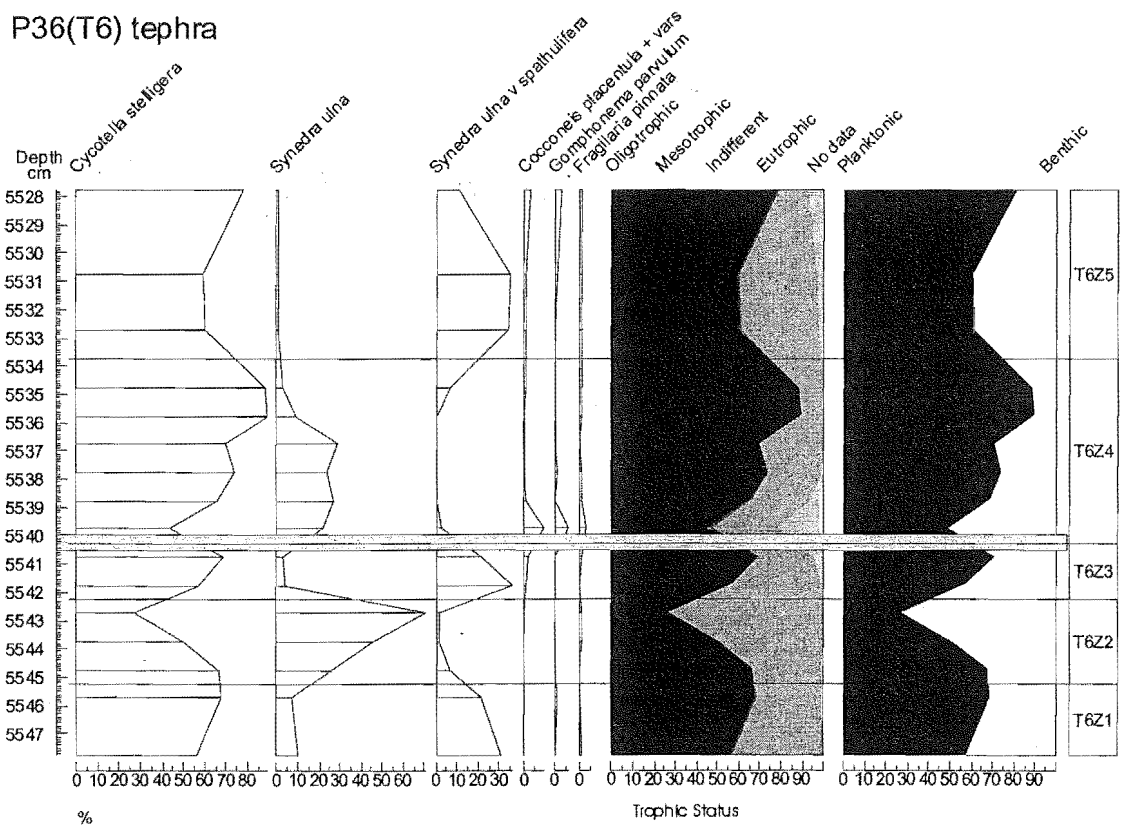 P36(T6) tephra
Cycotella stelligera
Synedra ulna
Synedra ulna v spathulifera
Cocconeis placentula + vars
Gomphonema parvulum
Fragilaria pinnata
Oligotrophic
Mesotrophic
Indifferent
Eutrophic
No data
Planktonic
Benthic
Depth
cm
5528
5529
5530
5531
5532
5533
5534
5535
5536
5537
5538
5539
5540
5541
5542
5543
5544
5545
5546
5547
T6Z5
T6Z4
T6Z3
T6Z2
T6Z1
0 10 20 30 40 50 60 70 80
0 10 20 30 40 50 60
0 10 20 30
0
0
0
0 10 20 30 40 50 60 70 80 90
0 10 20 30 40 50 60 70 80 90
%
Trophic Status